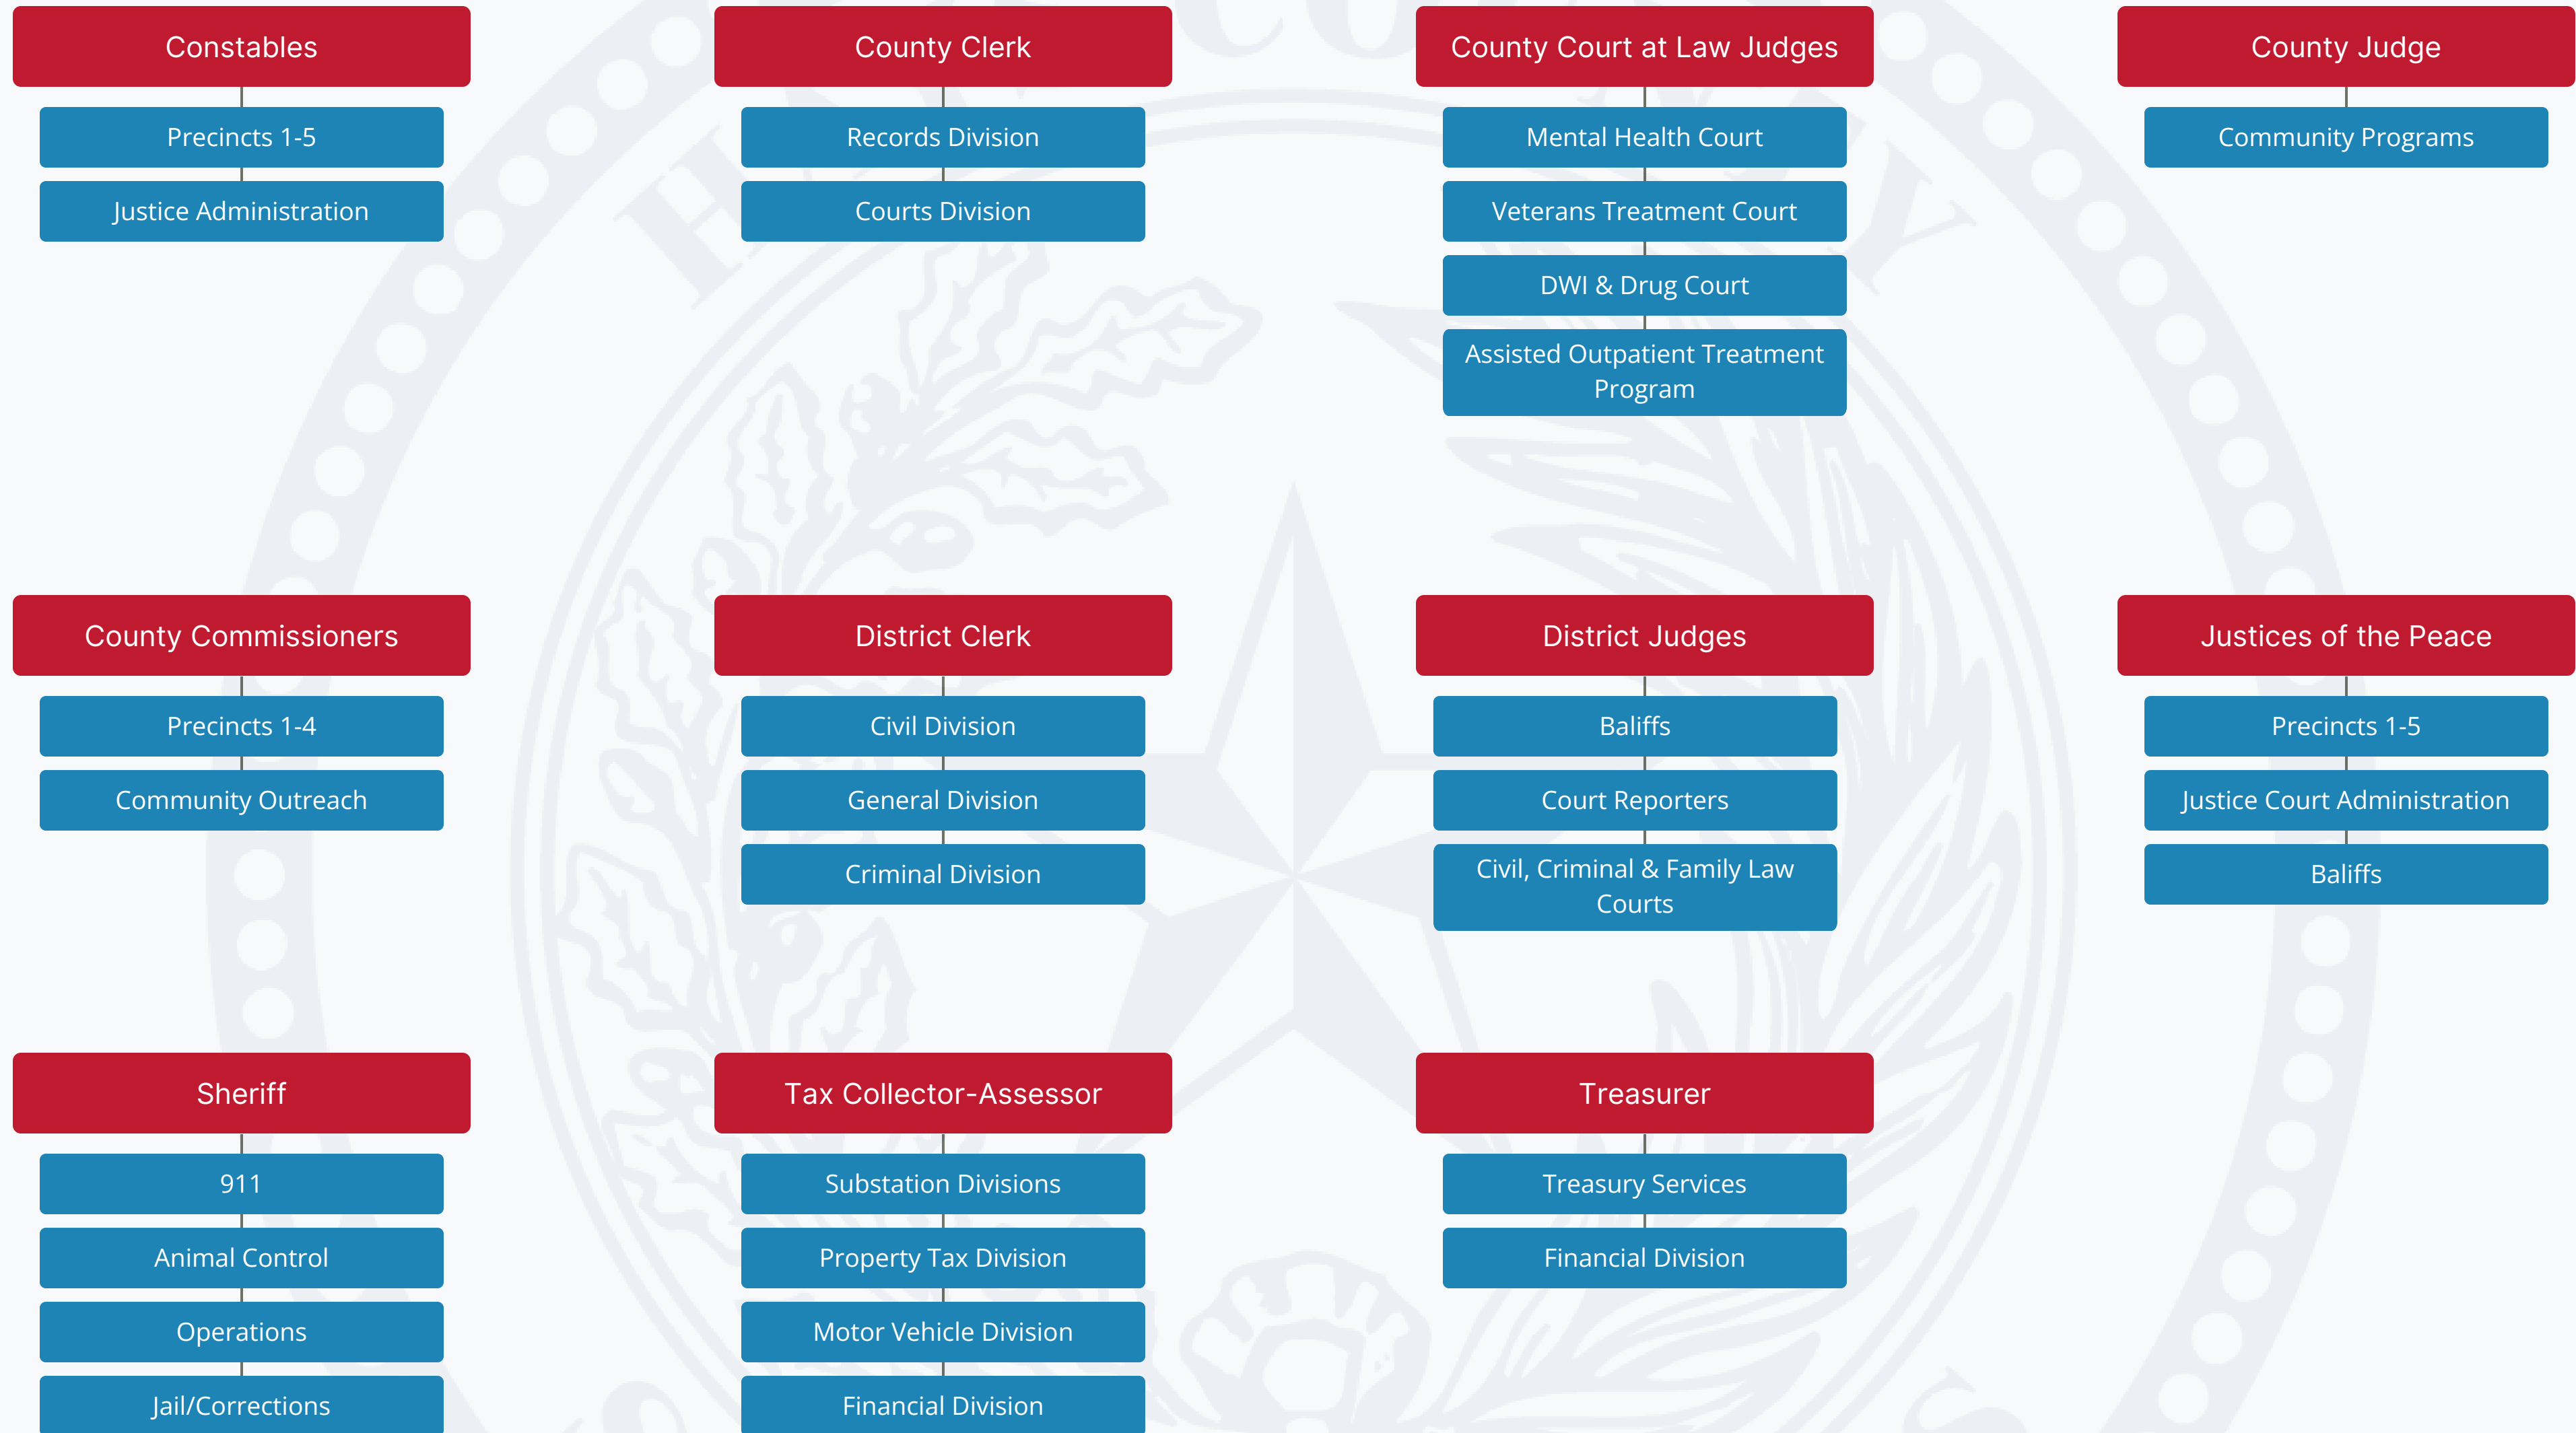 Constables
Precincts 1-5
Justice Administration
County Clerk
Records Division
Courts Division
County Court at Law Judges
Mental Health Court
Veterans Treatment Court
DWI & Drug Court
Assisted Outpatient Treatment
Program
County Judge
Community Programs
County Commissioners
Precincts 1-4
Community Outreach
District Clerk
Civil Division
General Division
Criminal Division
District Judges
Baliffs
Court Reporters
Civil, Criminal & Family Law
Courts
Justices of the Peace
Precincts 1-5
Justice Court Administration
Baliffs
Sheriff
911
Animal Control
Operations
Jail/Corrections
Tax Collector-Assessor
Substation Divisions
Property Tax Division
Motor Vehicle Division
Financial Division
Treasurer
Treasury Services
Financial Division